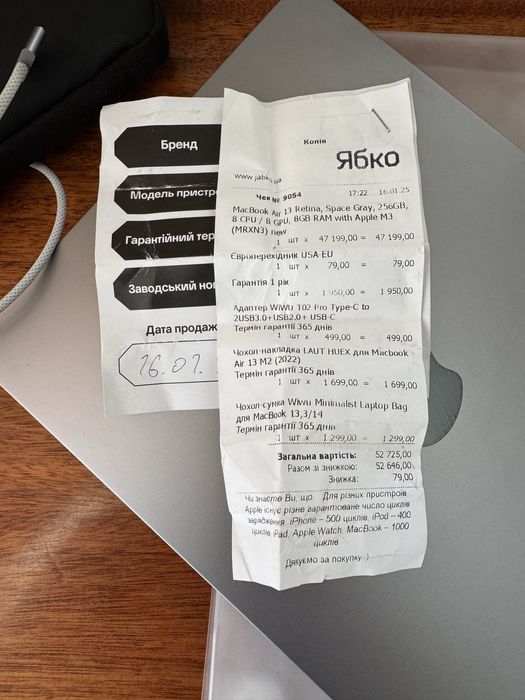 Бренд
Модель пристро
Гарантійний тер
Заводський но
Дата продаж
16.01.
Копія
Ябко
www.jabko.ua
Чек № 9054 17:22 16.01.25
MacBook Air 13 Retina, Space Gray, 256GB,
8 CPU / 8 GPU, 8GB RAM with Apple M3
(MRXN3) new
1 шт x 47 199,00 = 47 199,00
Європерехідник USA-EU
1 шт x 79,00 = 79,00
Гарантія 1 рік
1 шт x 1 950,00 = 1 950,00
Адаптер WIWU T02 Pro Type-C to
2USB3.0+USB2.0+ USB-C
Термін гарантії 365 днів
1 шт x 499,00 = 499,00
Чохол-накладка LAUT HUEX для Macbook
Air 13 M2 (2022)
Термін гарантії 365 днів
1 шт x 1 699,00 = 1 699,00
Чохол-сумка Wiwu Minimalist Laptop Bag
для MacBook 13,3/14
Термін гарантії 365 днів
1 шт x 1 299,00 = 1 299,00
Загальна вартість: 52 725,00
Разом зі знижкою: 52 646,00
Знижка: 79,00
Чи знаєте Ви, що Для різних пристроїв
Apple існує різне гарантоване число циклів
зарядження. iPhone – 500 циклів, iPod – 400
циклів, iPad, Apple Watch, MacBook – 1000
циклів
Дякуємо за покупку :)